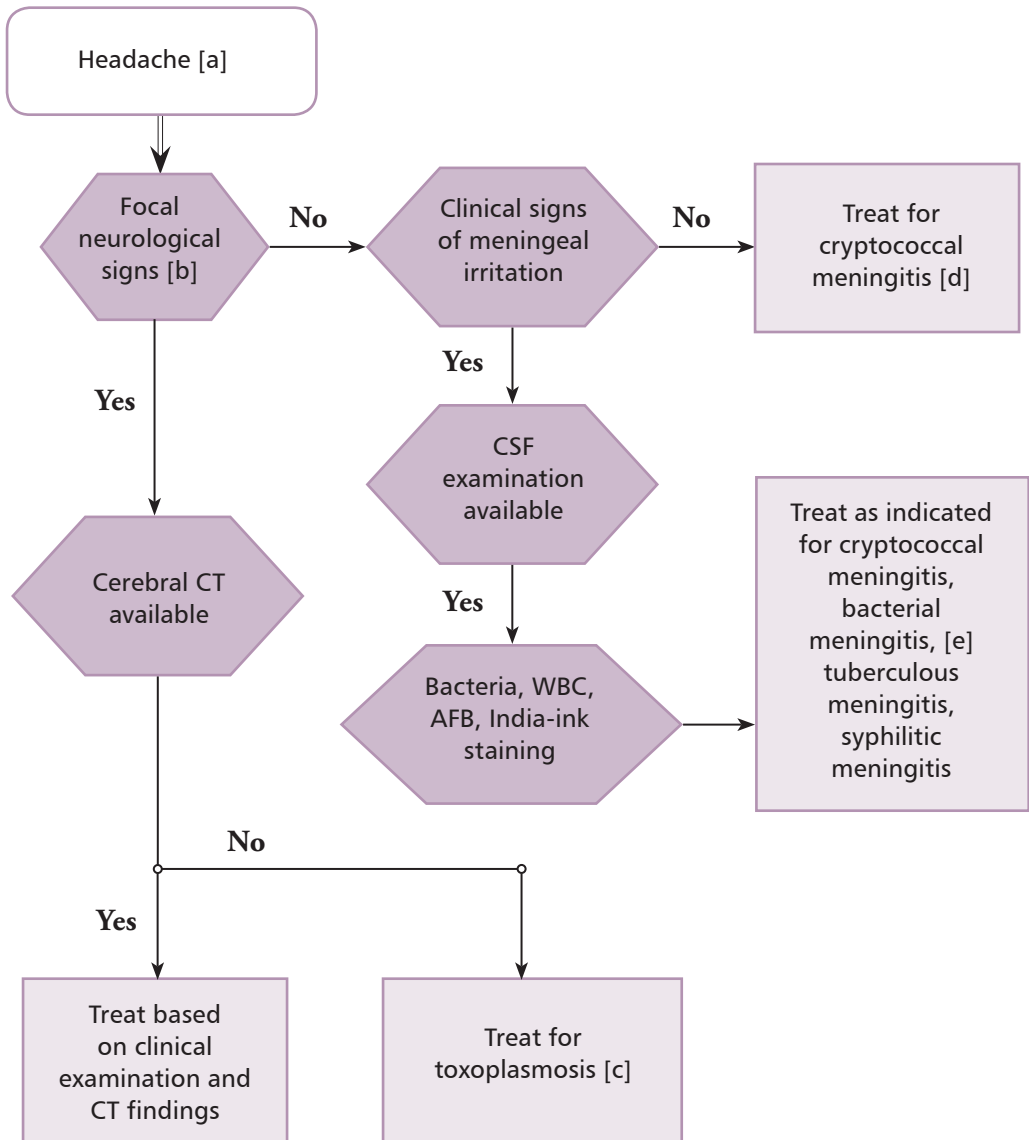 Headache [a]
Focal
neurological
signs [b]
No
Clinical signs
of meningeal
irritation
No
Treat for
cryptococcal
meningitis [d]
Yes
Yes
CSF
examination
available
Cerebral CT
available
Yes
Bacteria, WBC,
AFB, India-ink
staining
Treat as indicated
for cryptococcal
meningitis,
bacterial
meningitis, [e]
tuberculous
meningitis,
syphilitic
meningitis
No
Yes
Treat based
on clinical
examination and
CT findings
Treat for
toxoplasmosis [c]